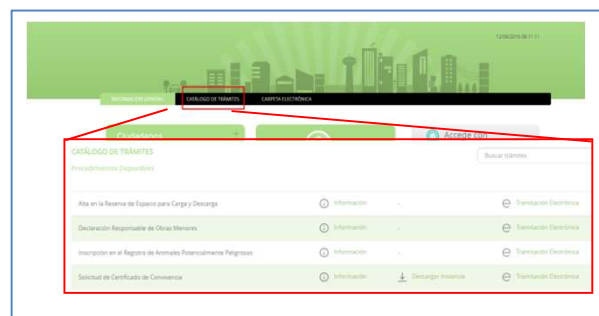 12/06/2019 08:11:11
INFORMACIÓN GENERAL CATÁLOGO DE TRÁMITES CARPETA ELECTRÓNICA
Ciudadanos + Accede con
CATÁLOGO DE TRÁMITES Buscar trámites
Procedimientos Disponibles
Alta en la Reserva de Espacio para Carga y Descarga Información - Tramitación Electrónica
Declaración Responsable de Obras Menores Información - Tramitación Electrónica
Inscripción en el Registro de Animales Potencialmente Peligrosos Información - Tramitación Electrónica
Solicitud de Certificado de Convivencia Información Descargar Instancia Tramitación Electrónica